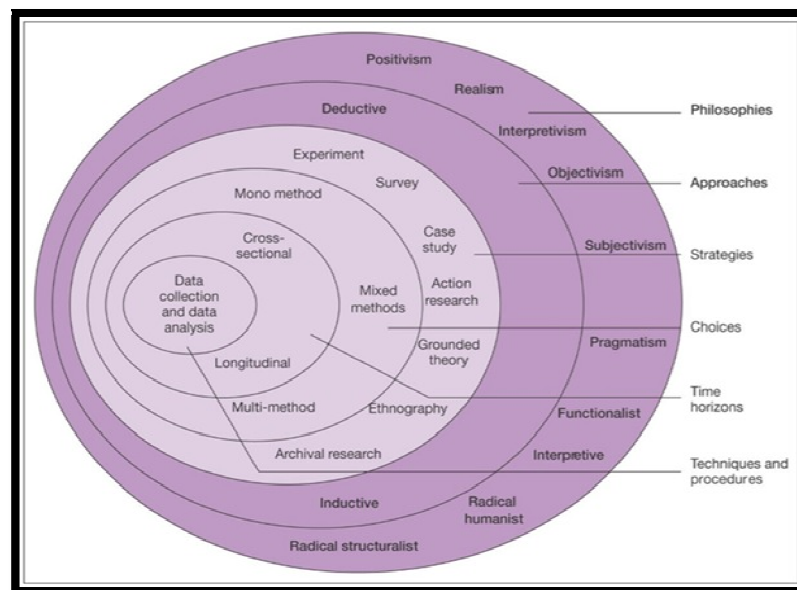 Positivism
Realism
Interpretivism
Objectivism
Subjectivism
Pragmatism
Functionalist
Interpretive
Radical
humanist
Radical structuralist
Deductive
Inductive
Experiment
Survey
Case
study
Action
research
Grounded
theory
Ethnography
Archival research
Mono method
Mixed
methods
Multi-method
Cross-
sectional
Longitudinal
Data
collection
and data
analysis
Philosophies
Approaches
Strategies
Choices
Time
horizons
Techniques and
procedures